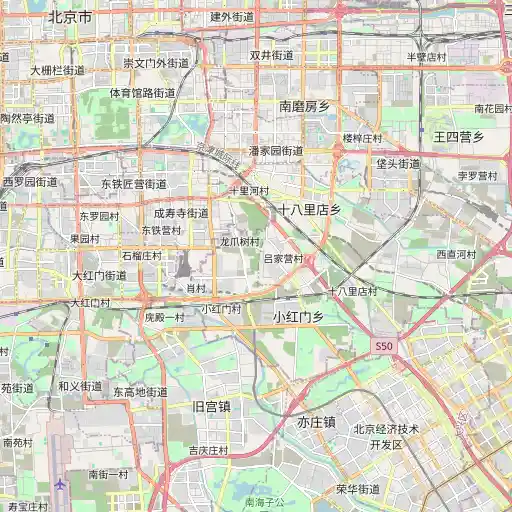 北京市
建外街道
崇文门外街道
双井街道
半壁店村
大栅栏街道
体育馆路街道
南磨房乡
南花园村
陶然亭街道
楼梓庄村
王四营乡
京津城际线
潘家园街道
垡头街道
西罗园街道
东铁匠营街道
十里河村
孛罗营村
东罗园村
成寿寺街道
十八里店乡
果园村
东铁营村
龙爪树村
石榴庄村
吕家营村
西直河村
大红门街道
肖村
十八里店村
大红门村
小红门村
庑殿一村
小红门乡
S50
苑街道
和义街道
东高地街道
旧宫镇
亦庄镇
北京经济技术
开发区
南苑村
吉庆庄村
南街一村
荣华街道
寿宝庄村
南海子公